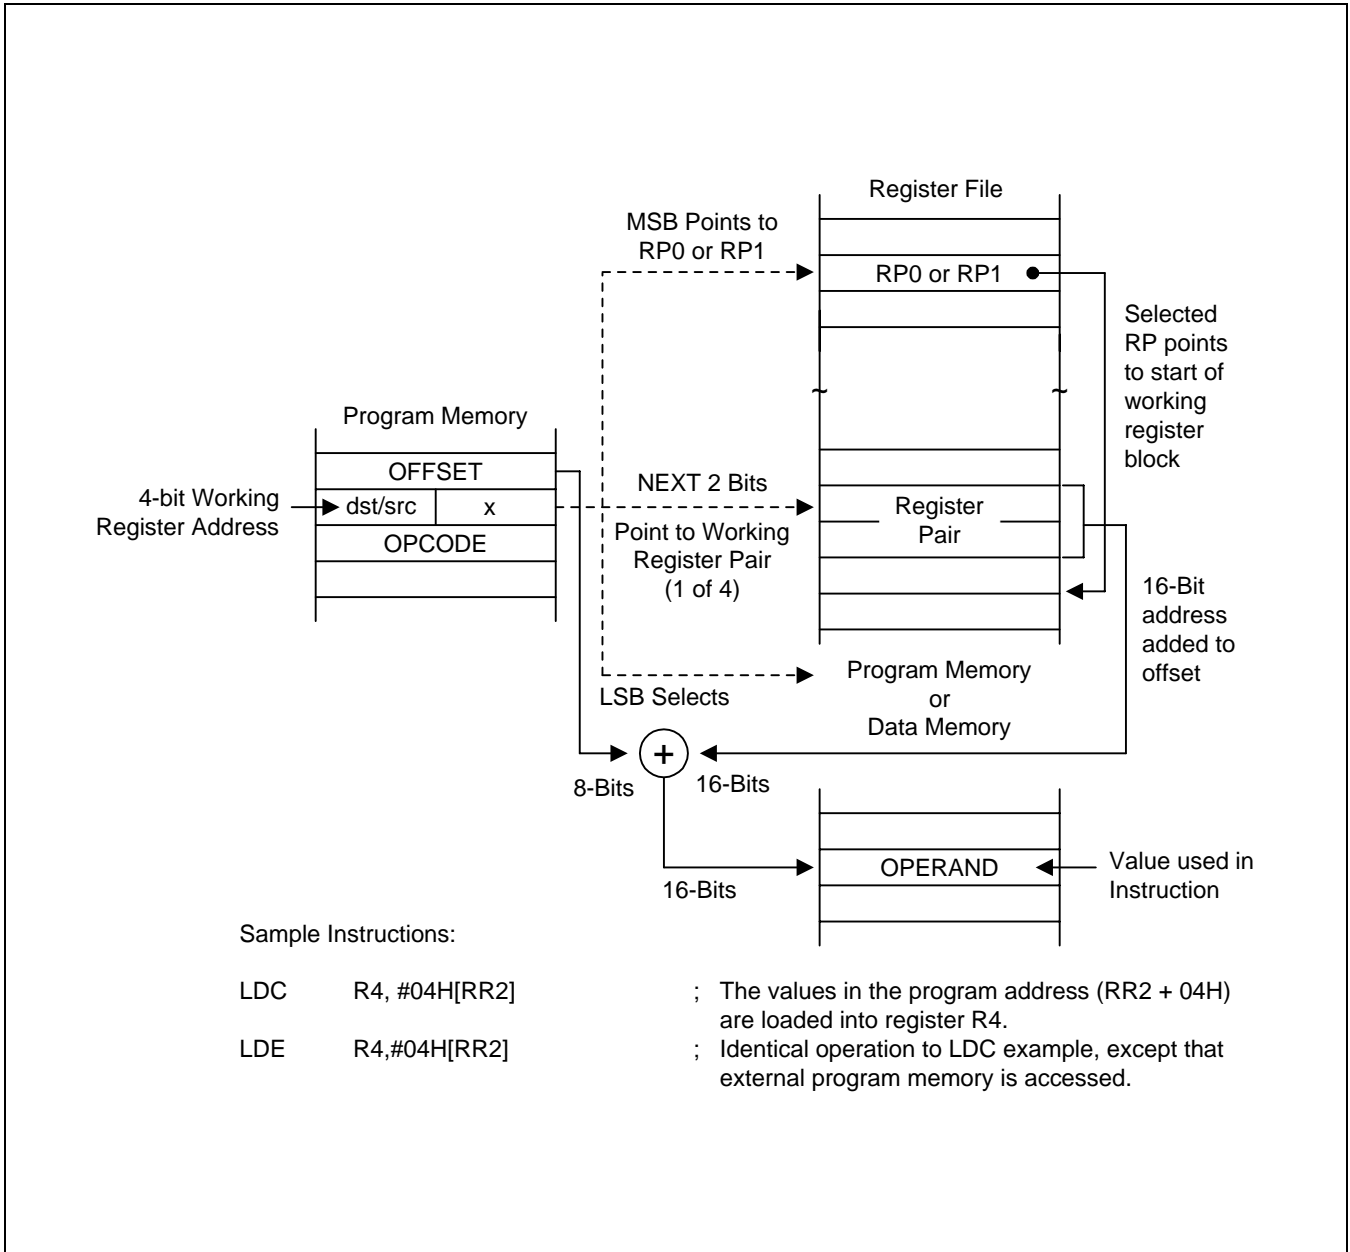 Register File
MSB Points to
RP0 or RP1
RP0 or RP1
Selected
RP points
to start of
working
register
block
Program Memory
OFFSET
4-bit Working
Register Address
dst/src x
OPCODE
NEXT 2 Bits
Point to Working
Register Pair
(1 of 4)
Register
Pair
16-Bit
address
added to
offset
LSB Selects
Program Memory
or
Data Memory
+
8-Bits
16-Bits
16-Bits
OPERAND
Value used in
Instruction
Sample Instructions:
LDC R4, #04H[RR2] ; The values in the program address (RR2 + 04H)
are loaded into register R4.
LDE R4,#04H[RR2] ; Identical operation to LDC example, except that
external program memory is accessed.